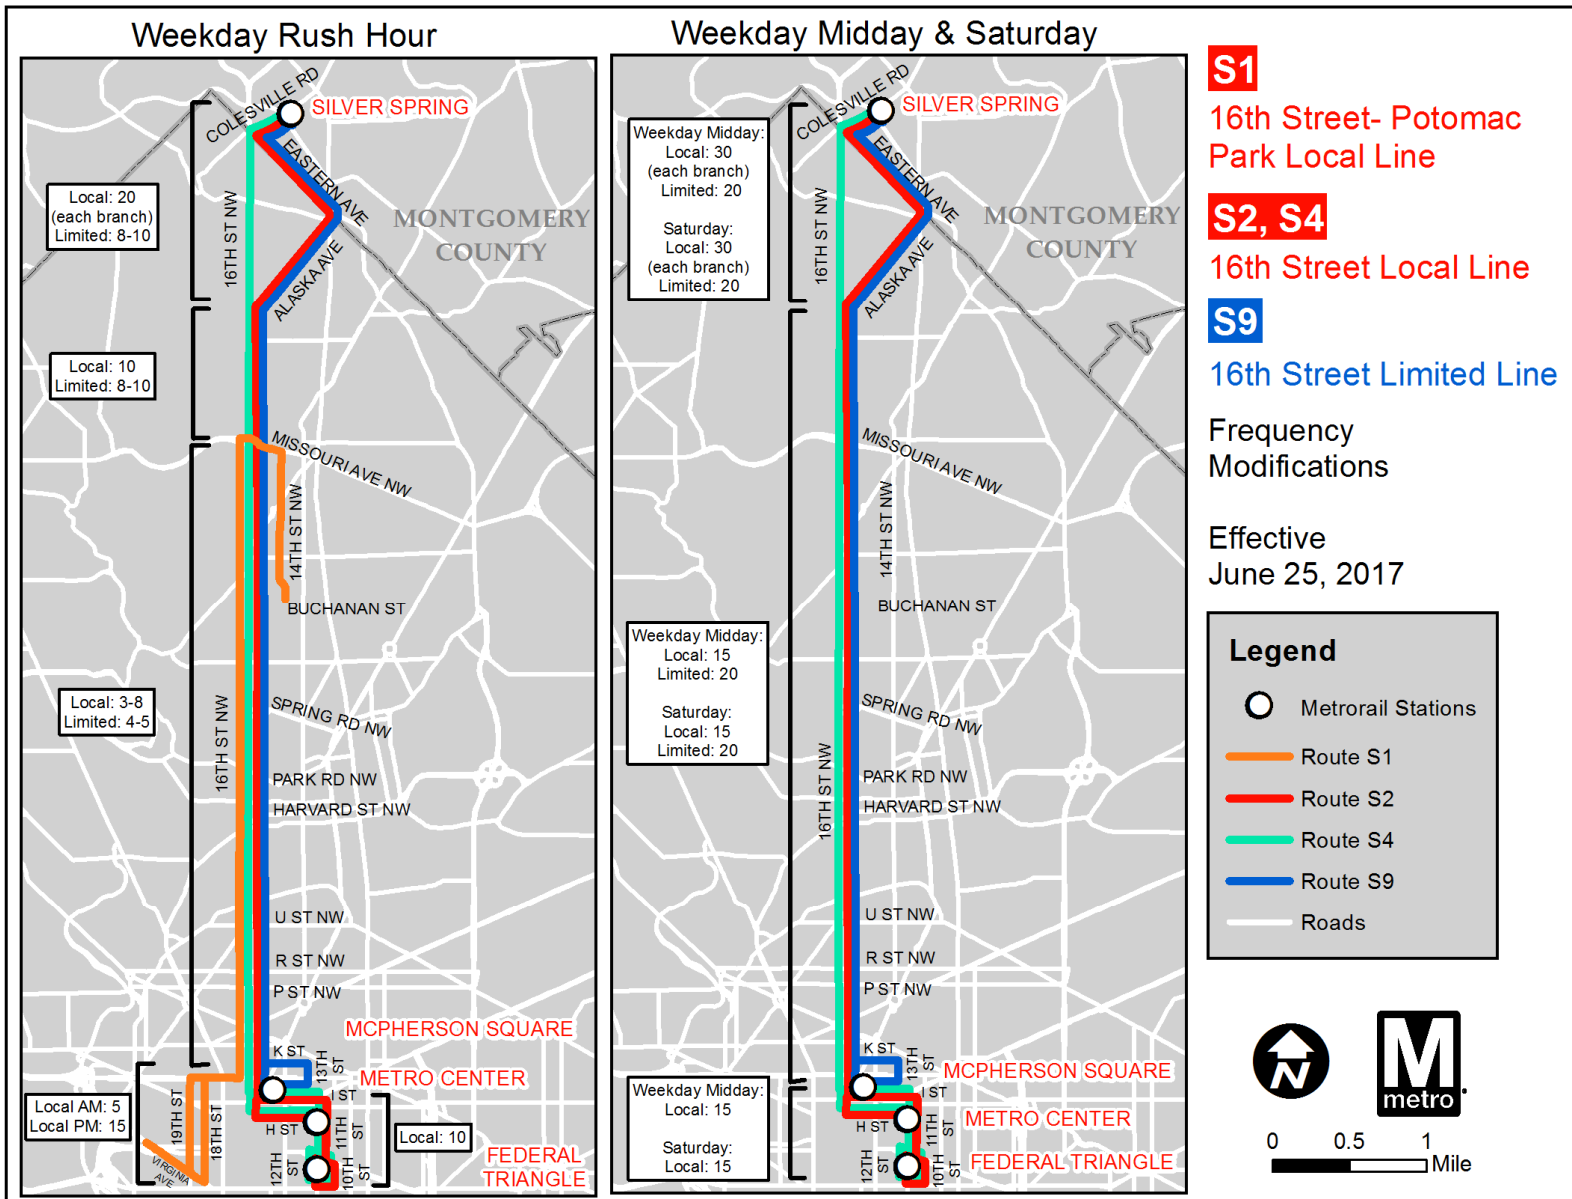 Weekday Rush Hour
COLESVILLE RD
SILVER SPRING
EASTERN AVE
MONTGOMERY
COUNTY
16TH ST NW
ALASKA AVE
Local: 20
(each branch)
Limited: 8-10
Local: 10
Limited: 8-10
MISSOURI AVE NW
14TH ST NW
BUCHANAN ST
Local: 3-8
Limited: 4-5
16TH ST NW
SPRING RD NW
PARK RD NW
HARVARD ST NW
U ST NW
R ST NW
P ST NW
MCPHERSON SQUARE
K ST
13TH
ST
METRO CENTER
I ST
Local AM: 5
Local PM: 15
19TH ST
18TH ST
VIRGINIA
AVE
H ST
11TH
ST
Local: 10
12TH
ST
10TH
ST
FEDERAL
TRIANGLE
Weekday Midday & Saturday
COLESVILLE RD
SILVER SPRING
EASTERN AVE
MONTGOMERY
COUNTY
16TH ST NW
ALASKA AVE
Weekday Midday:
Local: 30
(each branch)
Limited: 20
Saturday:
Local: 30
(each branch)
Limited: 20
MISSOURI AVE NW
14TH ST NW
BUCHANAN ST
Weekday Midday:
Local: 15
Limited: 20
Saturday:
Local: 15
Limited: 20
16TH ST NW
SPRING RD NW
PARK RD NW
HARVARD ST NW
U ST NW
R ST NW
P ST NW
K ST
13TH
ST
MCPHERSON SQUARE
I ST
Weekday Midday:
Local: 15
Saturday:
Local: 15
METRO CENTER
H ST
11TH
ST
12TH
ST
10TH
ST
FEDERAL TRIANGLE
S1
16th Street- Potomac
Park Local Line
S2, S4
16th Street Local Line
S9
16th Street Limited Line
Frequency
Modifications
Effective
June 25, 2017
Legend
Metrorail Stations
Route S1
Route S2
Route S4
Route S9
Roads
N
M
metro
0 0.5 1
Mile